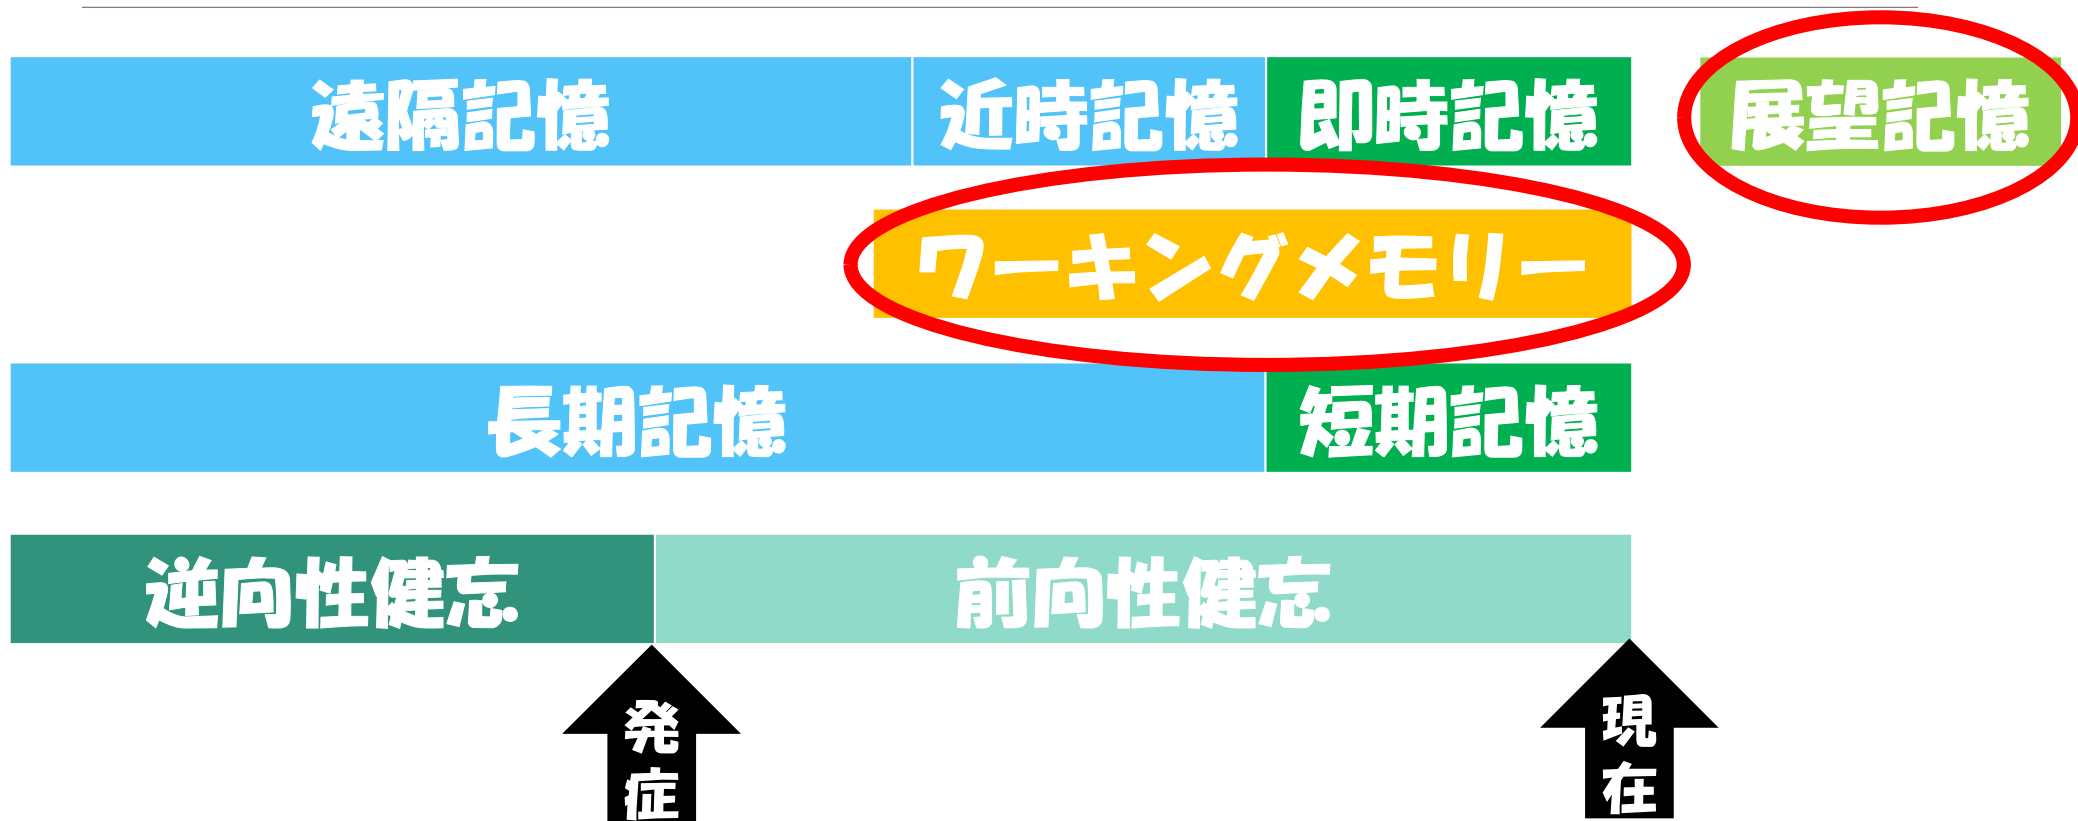 遠隔記憶 近時記憶 即時記憶 展望記憶
ワーキングメモリー
長期記憶 短期記憶
逆向性健忘 前向性健忘
発症
現在